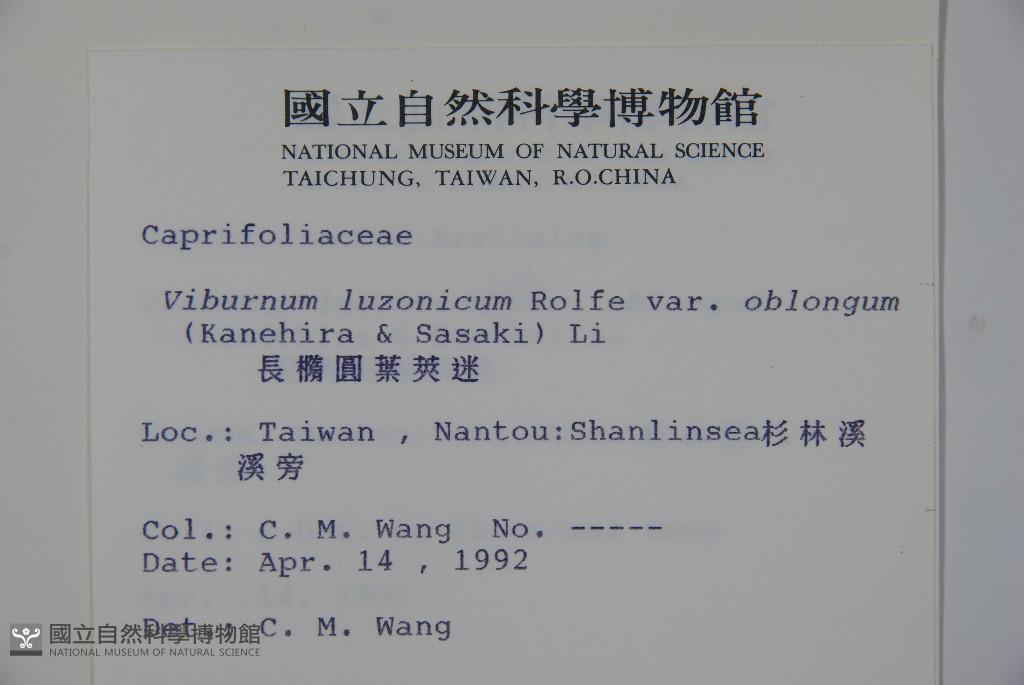 國立自然科學博物館
NATIONAL MUSEUM OF NATURAL SCIENCE
TAICHUNG, TAIWAN, R.O.CHINA
Caprifoliaceae
Viburnum luzonicum Rolfe var. oblongum
(Kanehira & Sasaki) Li
長橢圓葉莢迷
Loc.: Taiwan , Nantou:Shanlinsea杉林溪
溪旁
Col.: C. M. Wang No. -----
Date: Apr. 14 , 1992
Det.: C. M. Wang
國立自然科學博物館
NATIONAL MUSEUM OF NATURAL SCIENCE